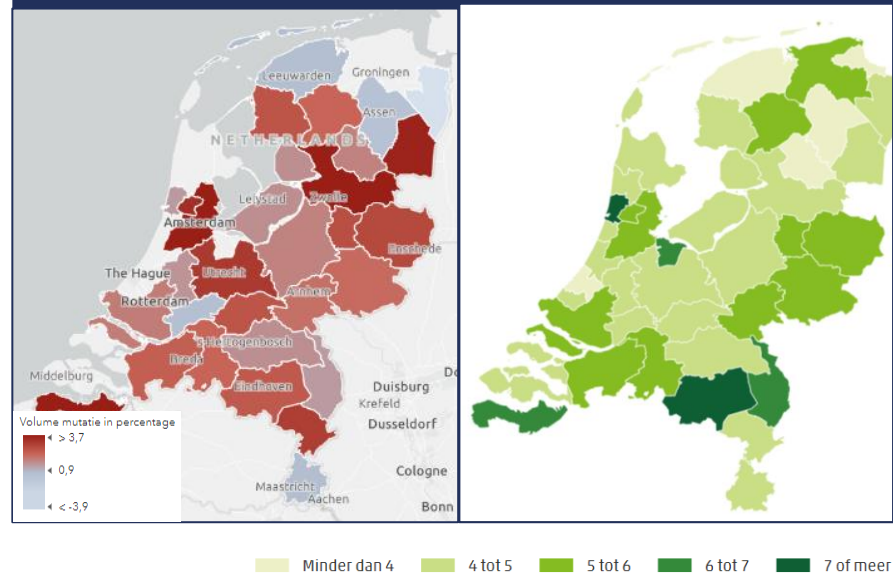 Leeuwarden
Groningen
Assen
NETHERLANDS
Lelystad
Zwolle
Amsterdam
Enschede
The Hague
Utrecht
Rotterdam
Arnhem
's-Hertogenbosch
Breda
Middelburg
Eindhoven
Duisburg
Krefeld
Dusseldorf
Cologne
Maastricht
Aachen
Bonn
Volume mutatie in percentage
> 3,7
0,9
< -3,9
Minder dan 4
4 tot 5
5 tot 6
6 tot 7
7 of meer